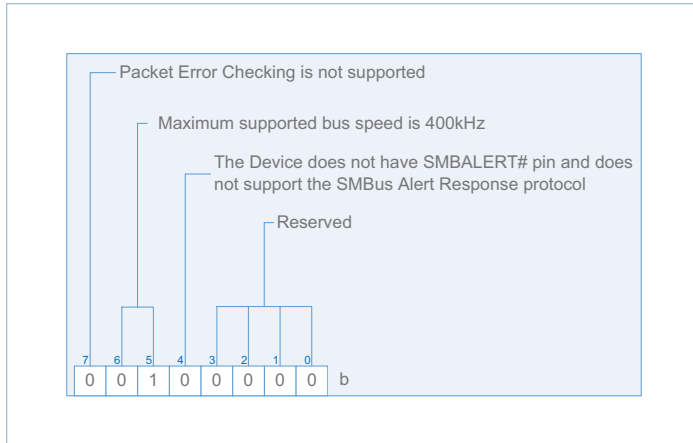 Packet Error Checking is not supported
Maximum supported bus speed is 400kHz
The Device does not have SMBALERT# pin and does
not support the SMBus Alert Response protocol
Reserved
7 6 5 4 3 2 1 0
0 0 1 0 0 0 0 0 b